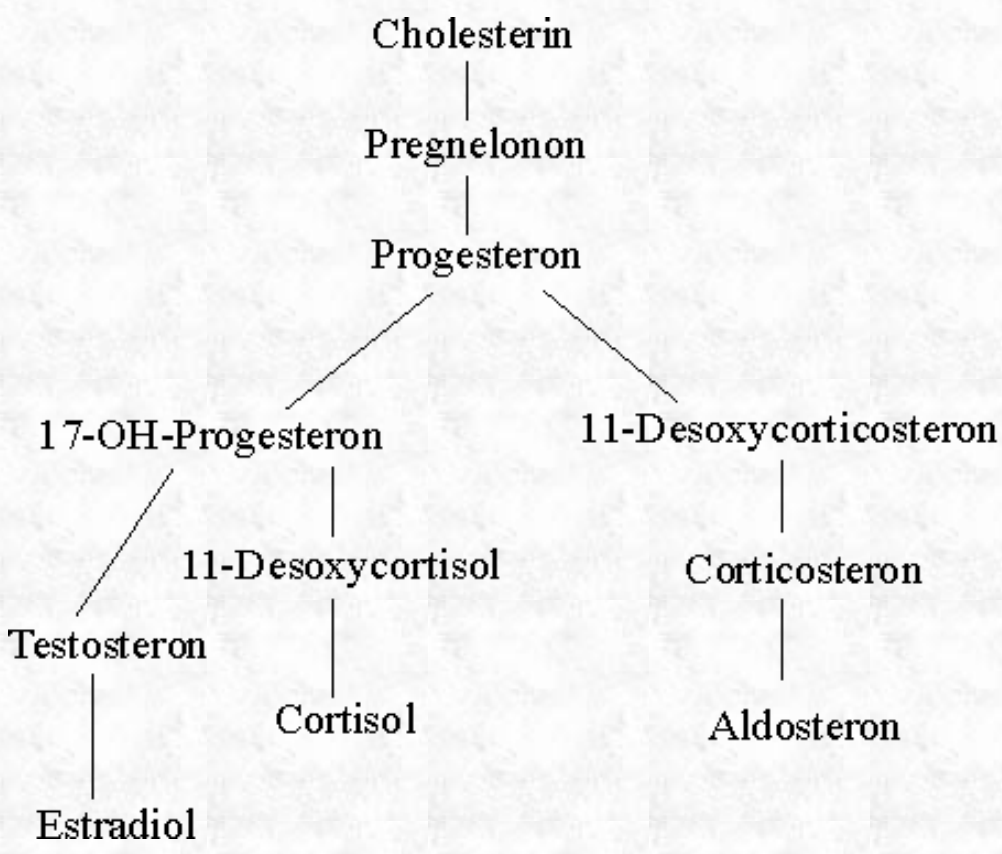 Cholesterin
Pregnelonon
Progesteron
17-OH-Progesteron
11-Desoxycorticosteron
11-Desoxycortisol
Corticosteron
Testosteron
Cortisol
Aldosteron
Estradiol